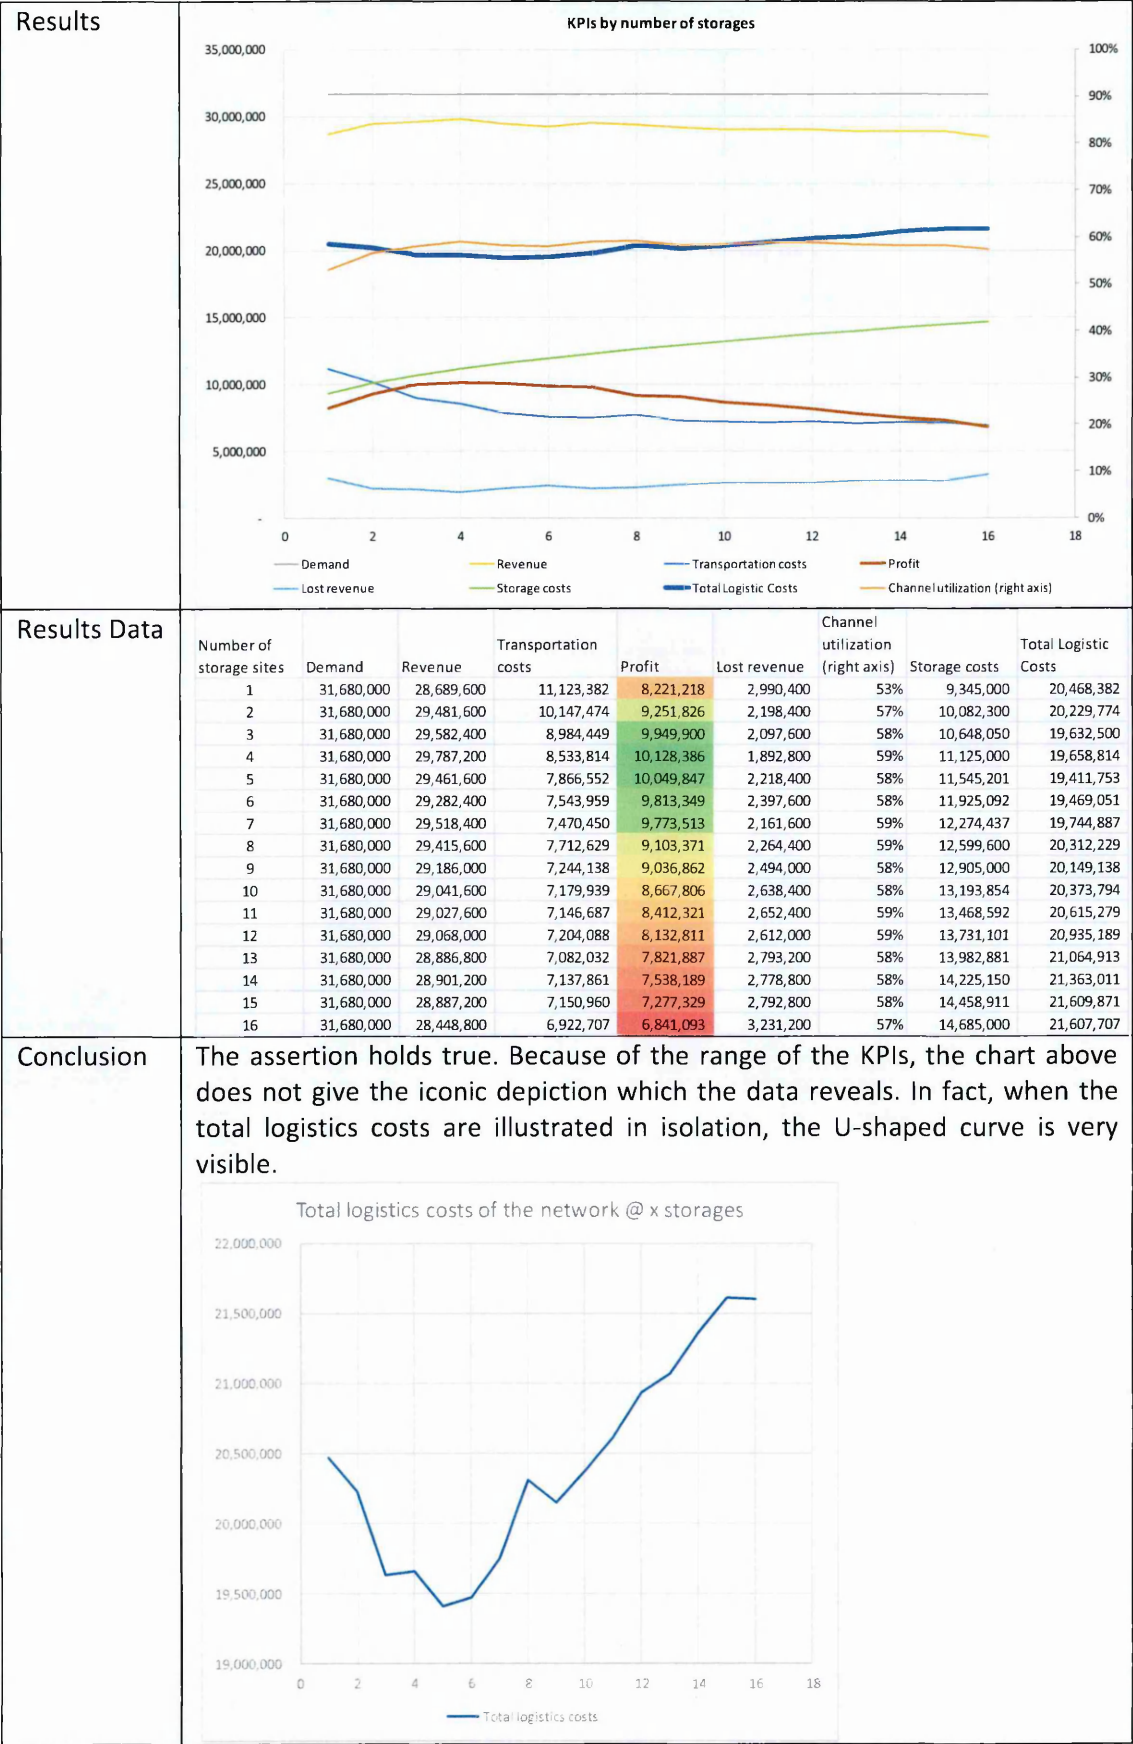 Results
KPIs by number of storages
35,000,000
30,000,000
25,000,000
20,000,000
15,000,000
10,000,000
5,000,000
-
100%
90%
80%
70%
60%
50%
40%
30%
20%
10%
0%
0 2 4 6 8 10 12 14 16 18
Demand Revenue Transportation costs Profit
Lost revenue Storage costs Total Logistic Costs Channel utilization (right axis)
Results Data
Number of storage sites Demand Revenue Transportation costs Profit Lost revenue Channel utilization (right axis) Storage costs Total Logistic Costs
1 31,680,000 28,689,600 11,123,382 8,221,218 2,990,400 53% 9,345,000 20,468,382
2 31,680,000 29,481,600 10,147,474 9,251,826 2,198,400 57% 10,082,300 20,229,774
3 31,680,000 29,582,400 8,984,449 9,949,900 2,097,600 58% 10,648,050 19,632,500
4 31,680,000 29,787,200 8,533,814 10,128,386 1,892,800 59% 11,125,000 19,658,814
5 31,680,000 29,461,600 7,866,552 10,049,847 2,218,400 58% 11,545,201 19,411,753
6 31,680,000 29,282,400 7,543,959 9,813,349 2,397,600 58% 11,925,092 19,469,051
7 31,680,000 29,518,400 7,470,450 9,773,513 2,161,600 59% 12,274,437 19,744,887
8 31,680,000 29,415,600 7,712,629 9,103,371 2,264,400 59% 12,599,600 20,312,229
9 31,680,000 29,186,000 7,244,138 9,036,862 2,494,000 58% 12,905,000 20,149,138
10 31,680,000 29,041,600 7,179,939 8,667,806 2,638,400 58% 13,193,854 20,373,794
11 31,680,000 29,027,600 7,146,687 8,412,321 2,652,400 59% 13,468,592 20,615,279
12 31,680,000 29,068,000 7,204,088 8,132,811 2,612,000 59% 13,731,101 20,935,189
13 31,680,000 28,886,800 7,082,032 7,821,887 2,793,200 58% 13,982,881 21,064,913
14 31,680,000 28,901,200 7,137,861 7,538,189 2,778,800 58% 14,225,150 21,363,011
15 31,680,000 28,887,200 7,150,960 7,277,329 2,792,800 58% 14,458,911 21,609,871
16 31,680,000 28,448,800 6,922,707 6,841,093 3,231,200 57% 14,685,000 21,607,707
Conclusion
The assertion holds true. Because of the range of the KPIs, the chart above
does not give the iconic depiction which the data reveals. In fact, when the
total logistics costs are illustrated in isolation, the U-shaped curve is very
visible.
Total logistics costs of the network @ x storages
22,000,000
21,500,000
21,000,000
20,500,000
20,000,000
19,500,000
19,000,000
0 2 4 6 8 10 12 14 16 18
Total logistics costs